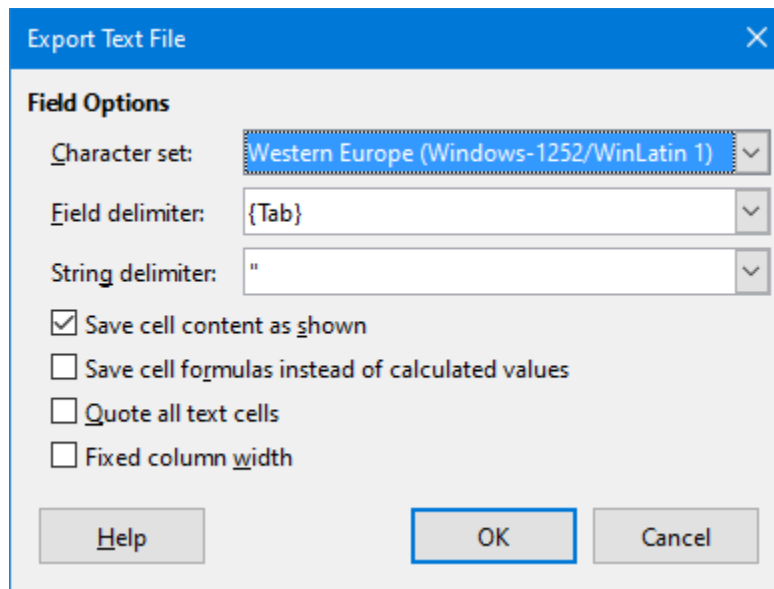 Export Text File
Field Options
Character set: Western Europe (Windows-1252/WinLatin 1)
Field delimiter: {Tab}
String delimiter: "
Save cell content as shown
Save cell formulas instead of calculated values
Quote all text cells
Fixed column width
Help OK Cancel